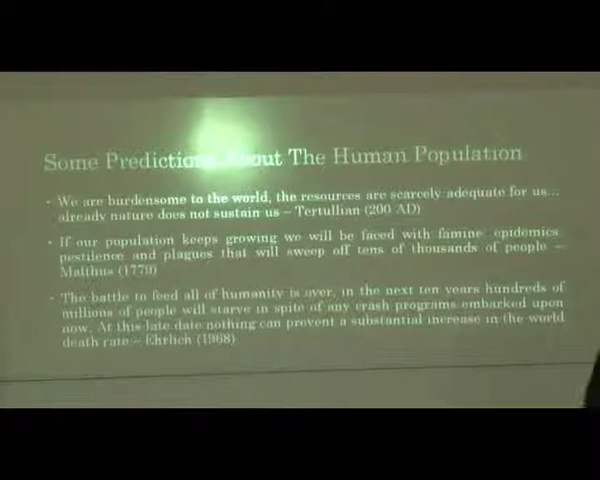 Some Predictions About The Human Population
• We are burdensome to the world, the resources are scarcely adequate for us...
already nature does not sustain us – Tertullian (200 AD)
• If our population keeps growing we will be faced with famine, epidemics,
pestilence and plagues that will sweep off tens of thousands of people –
Malthus (1779)
• The battle to feed all of humanity is over, in the next ten years hundreds of
millions of people will starve in spite of any crash programs embarked upon
now. At this late date nothing can prevent a substantial increase in the world
death rate – Ehrlich (1968)